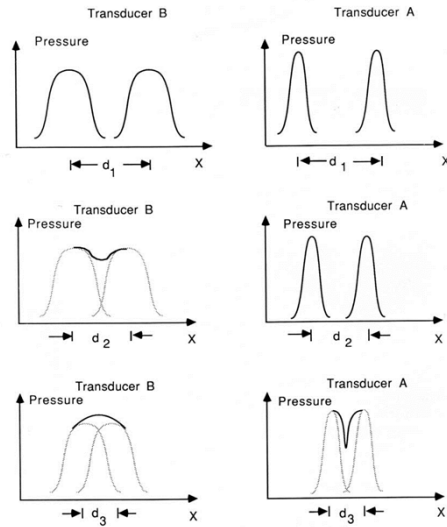 Transducer B
Transducer A
Pressure
Pressure
d1
X
d1
X
Transducer B
Transducer A
Pressure
Pressure
d2
X
d2
X
Transducer B
Transducer A
Pressure
Pressure
d3
X
d3
X